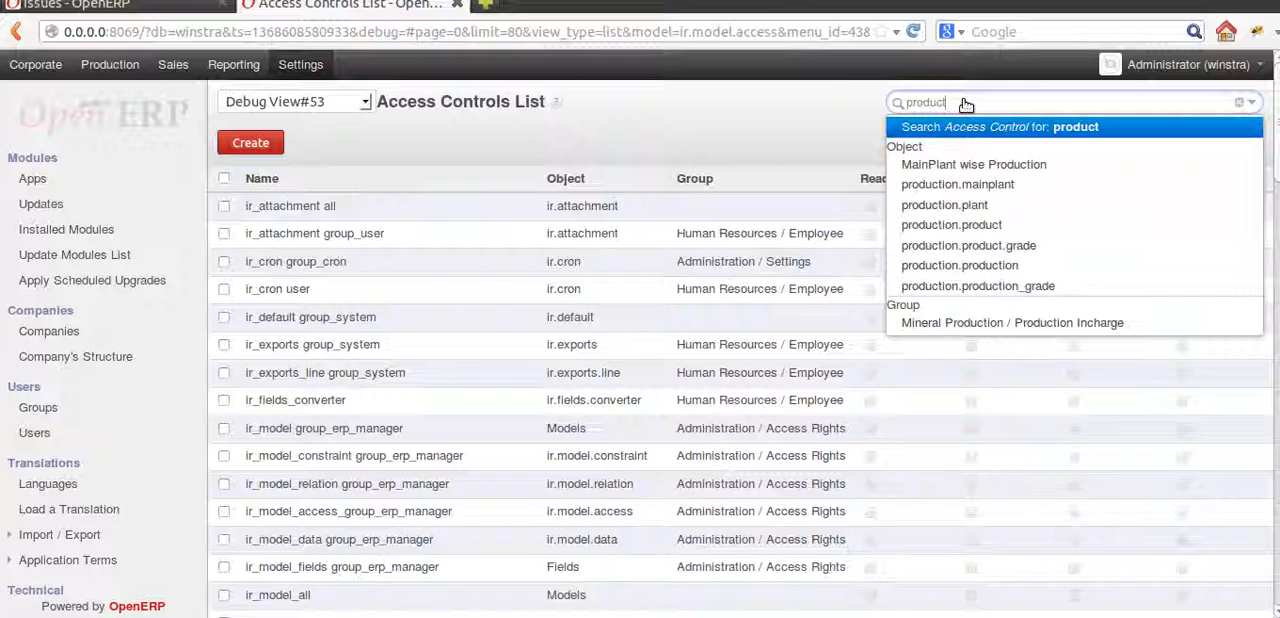 Issues - OpenERP
Access Controls List - Open...
0.0.0.0:8069/?db=winstra&ts=1368608580933&debug=#page=0&limit=80&view_type=list&model=ir.model.access&menu_id=438
Google
Corporate Production Sales Reporting Settings Administrator (winstra)
OpenERP
Debug View#53 Access Controls List ? product
Create
Search Access Control for: product
Object
MainPlant wise Production
production.mainplant
production.plant
production.product
production.product.grade
production.production
production.production_grade
Group
Mineral Production / Production Incharge
Modules
Apps
Updates
Installed Modules
Update Modules List
Apply Scheduled Upgrades
Companies
Companies
Company's Structure
Users
Groups
Users
Translations
Languages
Load a Translation
Import / Export
Application Terms
Technical
Powered by OpenERP
Name Object Group
ir_attachment all ir.attachment
ir_attachment group_user ir.attachment Human Resources / Employee
ir_cron group_cron ir.cron Administration / Settings
ir_cron user ir.cron Human Resources / Employee
ir_default group_system ir.default
ir_exports group_system ir.exports Human Resources / Employee
ir_exports_line group_system ir.exports.line Human Resources / Employee
ir_fields_converter ir.fields.converter Human Resources / Employee
ir_model group_erp_manager Models Administration / Access Rights
ir_model_constraint group_erp_manager ir.model.constraint Administration / Access Rights
ir_model_relation group_erp_manager ir.model.relation Administration / Access Rights
ir_model_access_group_erp_manager ir.model.access Administration / Access Rights
ir_model_data group_erp_manager ir.model.data Administration / Access Rights
ir_model_fields group_erp_manager Fields Administration / Access Rights
ir_model_all Models